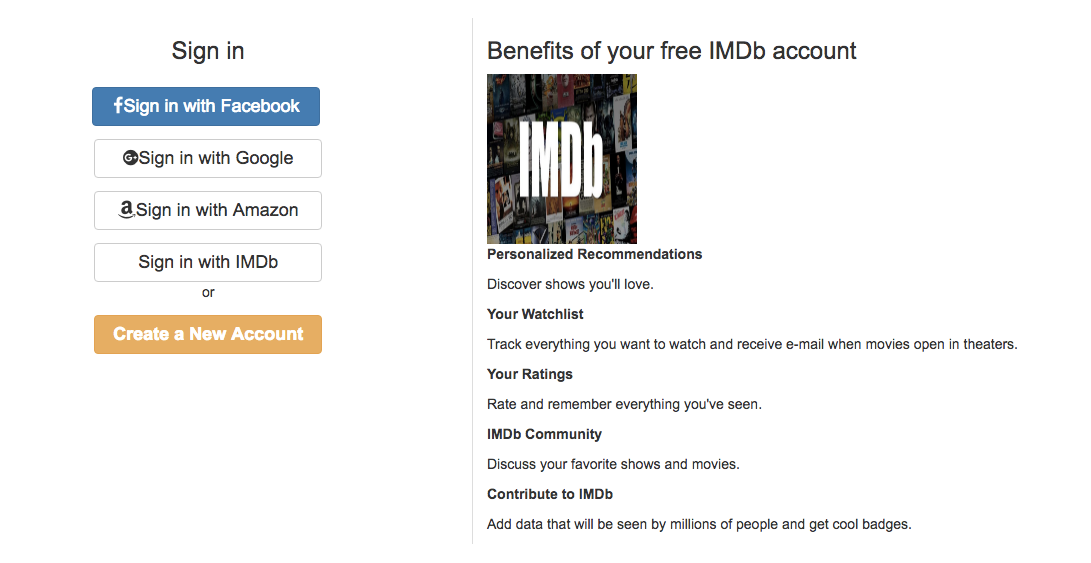 Sign in
Sign in with Facebook
Sign in with Google
Sign in with Amazon
Sign in with IMDb
or
Create a New Account
Benefits of your free IMDb account
IMDb
Personalized Recommendations
Discover shows you'll love.
Your Watchlist
Track everything you want to watch and receive e-mail when movies open in theaters.
Your Ratings
Rate and remember everything you've seen.
IMDb Community
Discuss your favorite shows and movies.
Contribute to IMDb
Add data that will be seen by millions of people and get cool badges.